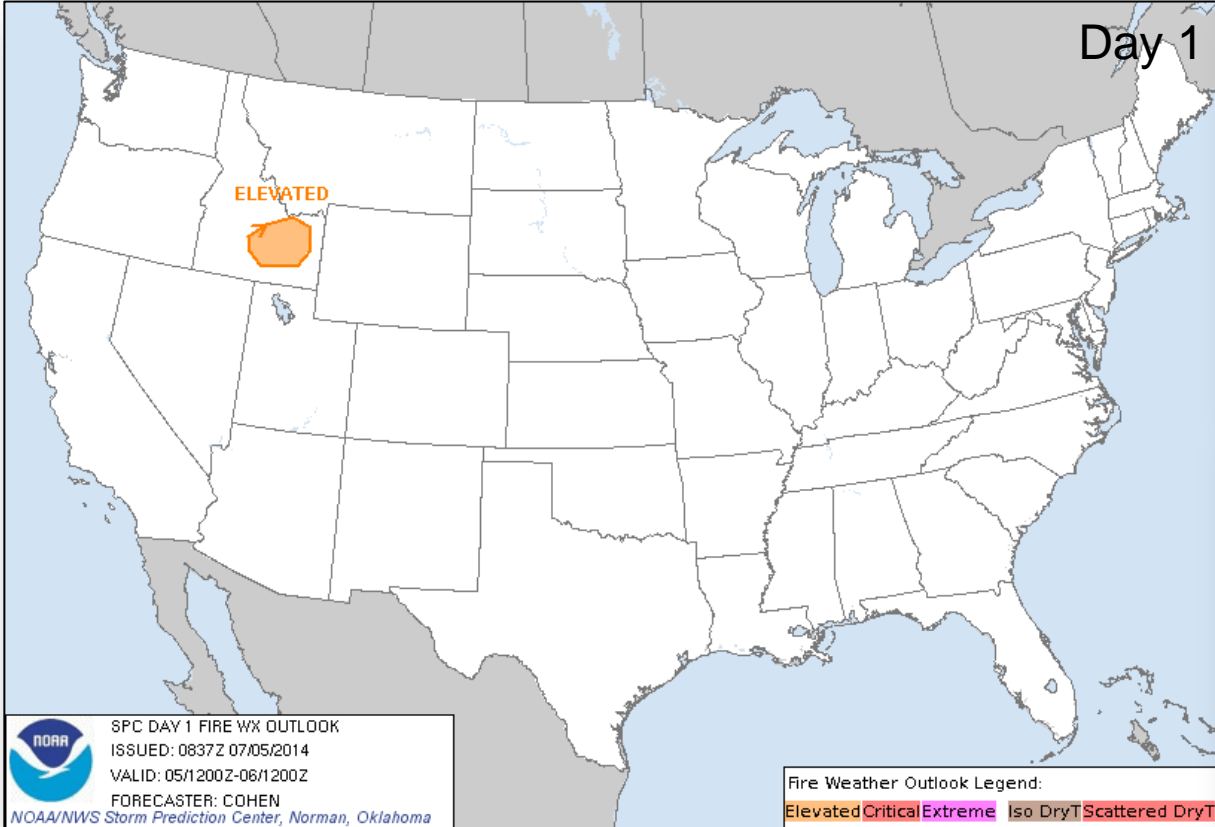 Day 1
ELEVATED
NOAA
SPC DAY 1 FIRE WX OUTLOOK
ISSUED: 0837Z 07/05/2014
VALID: 05/1200Z-06/1200Z
FORECASTER: COHEN
NOAA/NWS Storm Prediction Center, Norman, Oklahoma
Fire Weather Outlook Legend:
Elevated Critical Extreme Iso DryT Scattered DryT